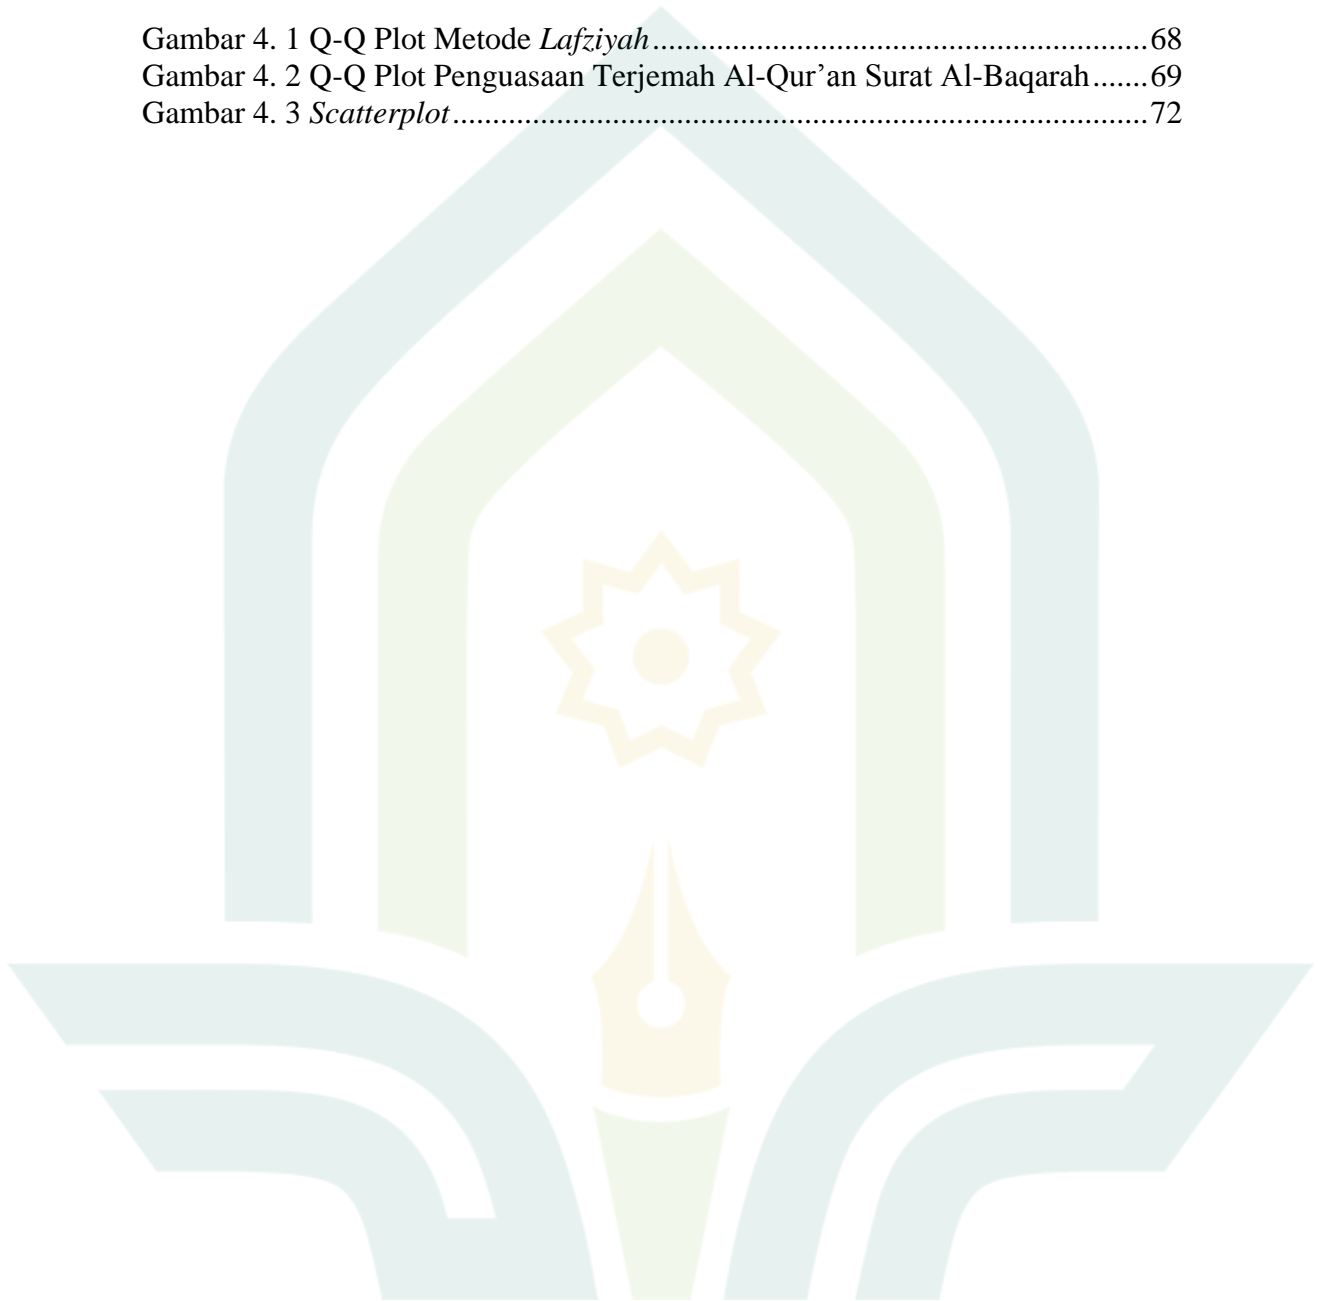 Gambar 4. 1 Q-Q Plot Metode Lafziyah..............................................................68
Gambar 4. 2 Q-Q Plot Penguasaan Terjemah Al-Qur’an Surat Al-Baqarah.......69
Gambar 4. 3 Scatterplot.......................................................................................72